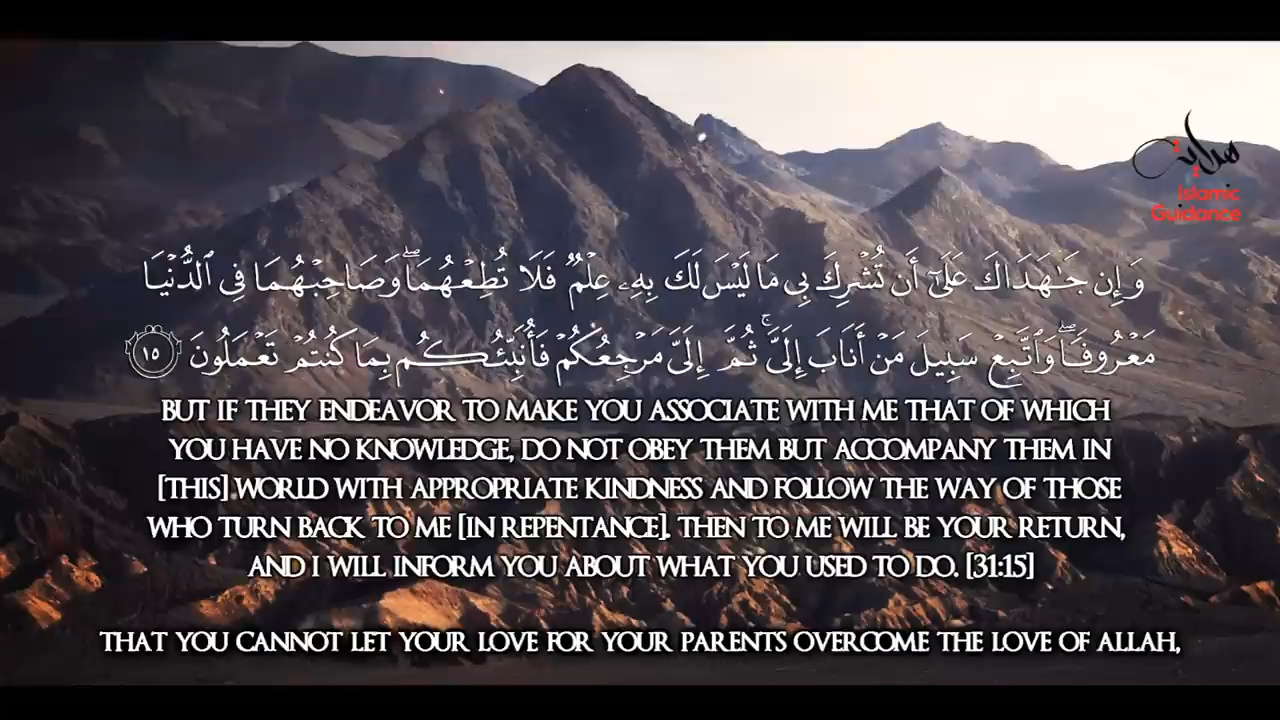 هداية
Islamic
Guidance
وَإِن جَـٰهَدَاكَ عَلَىٰٓ أَن تُشْرِكَ بِى مَا لَيْسَ لَكَ بِهِۦ عِلْمٌ فَلَا تُطِعْهُمَا ۖ وَصَاحِبْهُمَا فِى ٱلدُّنْيَا
مَعْرُوفًا ۖ وَٱتَّبِعْ سَبِيلَ مَنْ أَنَابَ إِلَىَّ ۚ ثُمَّ إِلَىَّ مَرْجِعُكُمْ فَأُنَبِّئُكُم بِمَا كُنتُمْ تَعْمَلُونَ ١٥
BUT IF THEY ENDEAVOR TO MAKE YOU ASSOCIATE WITH ME THAT OF WHICH
YOU HAVE NO KNOWLEDGE, DO NOT OBEY THEM BUT ACCOMPANY THEM IN
[THIS] WORLD WITH APPROPRIATE KINDNESS AND FOLLOW THE WAY OF THOSE
WHO TURN BACK TO ME [IN REPENTANCE]. THEN TO ME WILL BE YOUR RETURN,
AND I WILL INFORM YOU ABOUT WHAT YOU USED TO DO. [31:15]
THAT YOU CANNOT LET YOUR LOVE FOR YOUR PARENTS OVERCOME THE LOVE OF ALLAH,